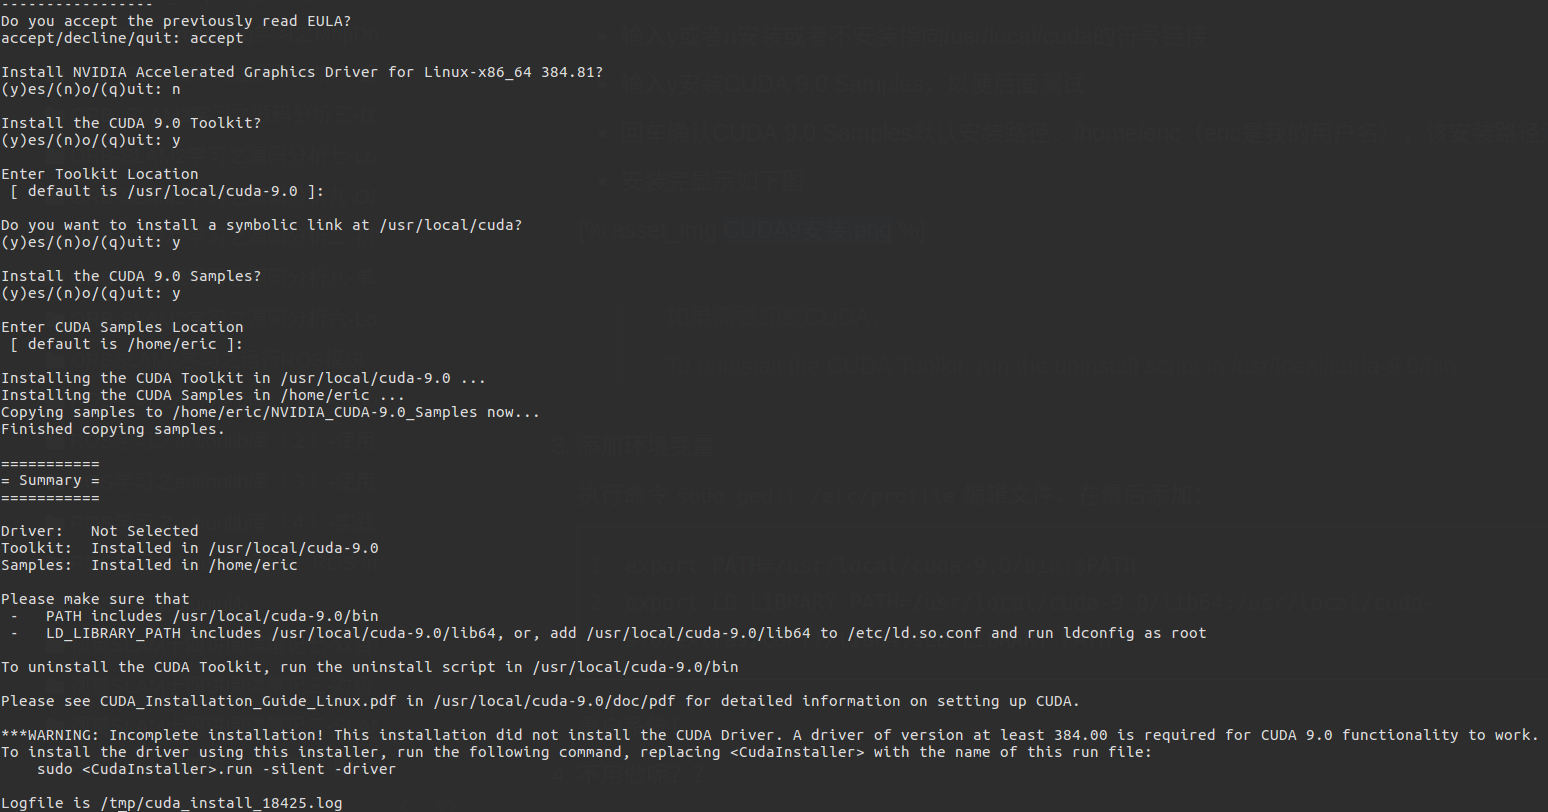 -----------------
Do you accept the previously read EULA?
accept/decline/quit: accept
Install NVIDIA Accelerated Graphics Driver for Linux-x86_64 384.81?
(y)es/(n)o/(q)uit: n
Install the CUDA 9.0 Toolkit?
(y)es/(n)o/(q)uit: y
Enter Toolkit Location
[ default is /usr/local/cuda-9.0 ]:
Do you want to install a symbolic link at /usr/local/cuda?
(y)es/(n)o/(q)uit: y
Install the CUDA 9.0 Samples?
(y)es/(n)o/(q)uit: y
Enter CUDA Samples Location
[ default is /home/eric ]:
Installing the CUDA Toolkit in /usr/local/cuda-9.0 ...
Installing the CUDA Samples in /home/eric ...
Copying samples to /home/eric/NVIDIA_CUDA-9.0_Samples now...
Finished copying samples.
===========
= Summary =
===========
Driver:   Not Selected
Toolkit:  Installed in /usr/local/cuda-9.0
Samples:  Installed in /home/eric
Please make sure that
-   PATH includes /usr/local/cuda-9.0/bin
-   LD_LIBRARY_PATH includes /usr/local/cuda-9.0/lib64, or, add /usr/local/cuda-9.0/lib64 to /etc/ld.so.conf and run ldconfig as root
To uninstall the CUDA Toolkit, run the uninstall script in /usr/local/cuda-9.0/bin
Please see CUDA_Installation_Guide_Linux.pdf in /usr/local/cuda-9.0/doc/pdf for detailed information on setting up CUDA.
***WARNING: Incomplete installation! This installation did not install the CUDA Driver. A driver of version at least 384.00 is required for CUDA 9.0 functionality to work.
To install the driver using this installer, run the following command, replacing <CudaInstaller> with the name of this run file:
sudo <CudaInstaller>.run -silent -driver
Logfile is /tmp/cuda_install_18425.log